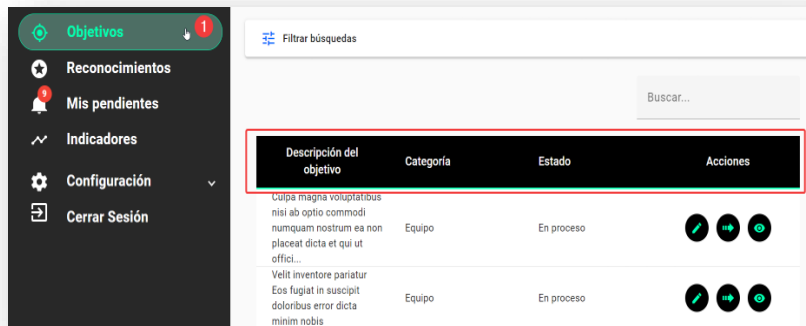 Objetivos
1
Reconocimientos
9
Mis pendientes
Indicadores
Configuración
Cerrar Sesión
Filtrar búsquedas
Buscar...
Descripción del
objetivo
Categoría
Estado
Acciones
Culpa magna voluptatibus
nisi ab optio commodi
numquam nostrum ea non
placeat dicta et qui ut
offici...
Equipo
En proceso
Velit inventore pariatur
Eos fugiat in suscipit
doloribus error dicta
minim nobis
Equipo
En proceso